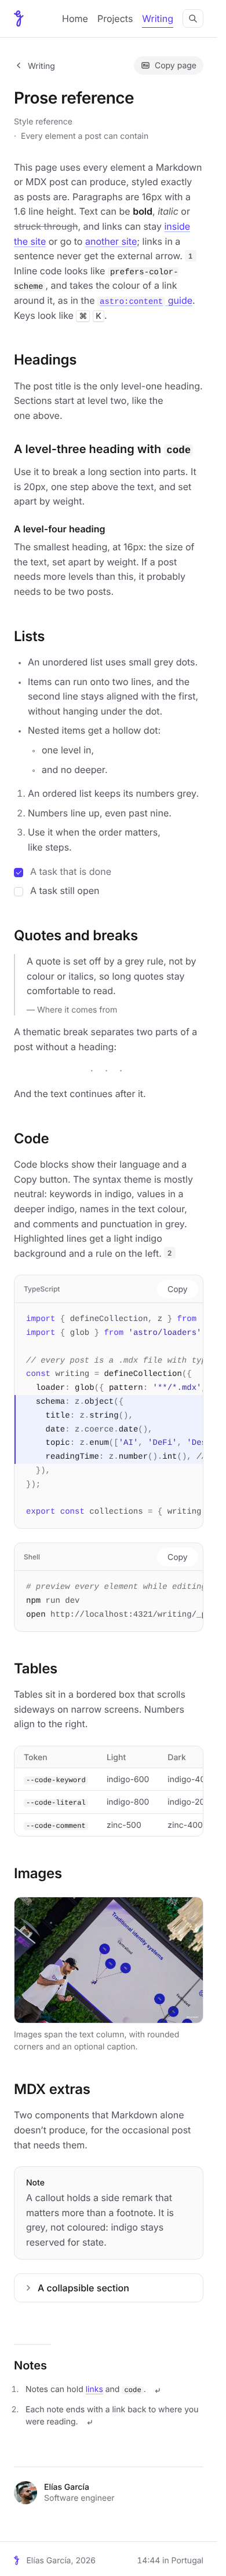 Home Projects Writing
Writing
Copy page
Prose reference
Style reference
· Every element a post can contain
This page uses every element a Markdown
or MDX post can produce, styled exactly
as posts are. Paragraphs are 16px with a
1.6 line height. Text can be bold, italic or
struck through, and links can stay inside
the site or go to another site; links in a
sentence never get the external arrow. 1
Inline code looks like prefers-color-
scheme, and takes the colour of a link
around it, as in the astro:content guide.
Keys look like ⌘ K.
Headings
The post title is the only level-one heading.
Sections start at level two, like the
one above.
A level-three heading with code
Use it to break a long section into parts. It
is 20px, one step above the text, and set
apart by weight.
A level-four heading
The smallest heading, at 16px: the size of
the text, set apart by weight. If a post
needs more levels than this, it probably
needs to be two posts.
Lists
• An unordered list uses small grey dots.
• Items can run onto two lines, and the
second line stays aligned with the first,
without hanging under the dot.
• Nested items get a hollow dot:
◦ one level in,
◦ and no deeper.
1. An ordered list keeps its numbers grey.
2. Numbers line up, even past nine.
3. Use it when the order matters,
like steps.
A task that is done
A task still open
Quotes and breaks
A quote is set off by a grey rule, not by
colour or italics, so long quotes stay
comfortable to read.
— Where it comes from
A thematic break separates two parts of a
post without a heading:
· · ·
And the text continues after it.
Code
Code blocks show their language and a
Copy button. The syntax theme is mostly
neutral: keywords in indigo, values in a
deeper indigo, names in the text colour,
and comments and punctuation in grey.
Highlighted lines get a light indigo
background and a rule on the left. 2
TypeScript Copy
import { defineCollection, z } from
import { glob } from 'astro/loaders'
// every post is a .mdx file with ty
const writing = defineCollection({
loader: glob({ pattern: '**/*.mdx'
schema: z.object({
title: z.string(),
date: z.coerce.date(),
topic: z.enum(['AI', 'DeFi', 'Des
readingTime: z.number().int(), /
}),
});
export const collections = { writing
Shell Copy
# preview every element while editing
npm run dev
open http://localhost:4321/writing/_p
Tables
Tables sit in a bordered box that scrolls
sideways on narrow screens. Numbers
align to the right.
Token Light Dark
--code-keyword indigo-600 indigo-40
--code-literal indigo-800 indigo-20
--code-comment zinc-500 zinc-400
Images
Traditional identity systems
Images span the text column, with rounded
corners and an optional caption.
MDX extras
Two components that Markdown alone
doesn't produce, for the occasional post
that needs them.
Note
A callout holds a side remark that
matters more than a footnote. It is
grey, not coloured: indigo stays
reserved for state.
A collapsible section
Notes
1. Notes can hold links and code. ↩
2. Each note ends with a link back to where you
were reading. ↩
Elías García
Software engineer
Elías García, 2026 14:44 in Portugal